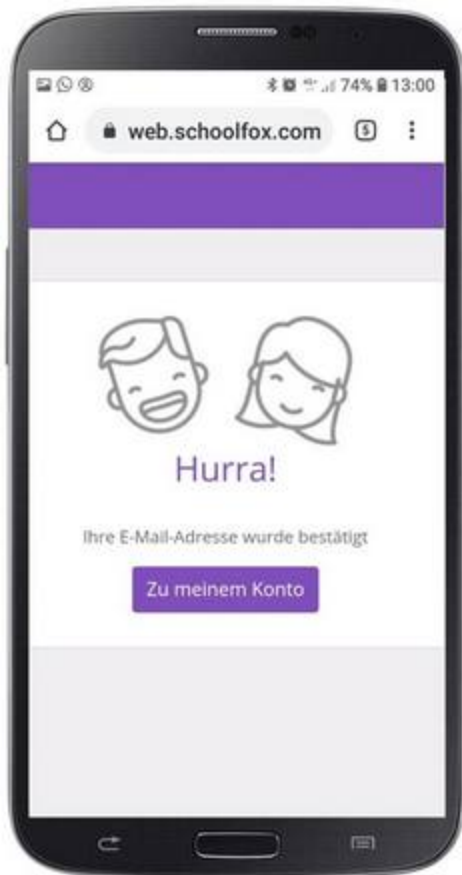 74% 13:00
web.schoolfox.com 5
Hurra!
Ihre E-Mail-Adresse wurde bestätigt
Zu meinem Konto